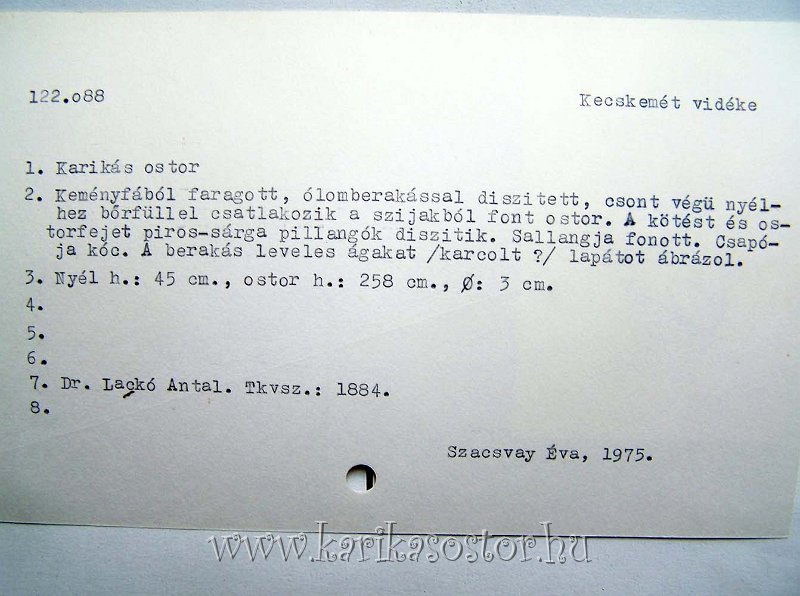 122.o88
Kecskemét vidéke
1. Karikás ostor
2. Keményfából faragott, ólomberakással diszitett, csont végü nyél-
hez bőrfüllel csatlakozik a szijakból font ostor. A kötést és os-
torfejet piros-sárga pillangók diszitik. Sallangja fonott. Csapó-
ja kóc. A berakás leveles ágakat /karcolt ?/ lapátot ábrázol.
3. Nyél h.: 45 cm., ostor h.: 258 cm., Ø: 3 cm.
4.
5.
6.
7. Dr. Lackó Antal. Tkvsz.: 1884.
8.
Szacsvay Éva, 1975.
www.karikasostor.hu